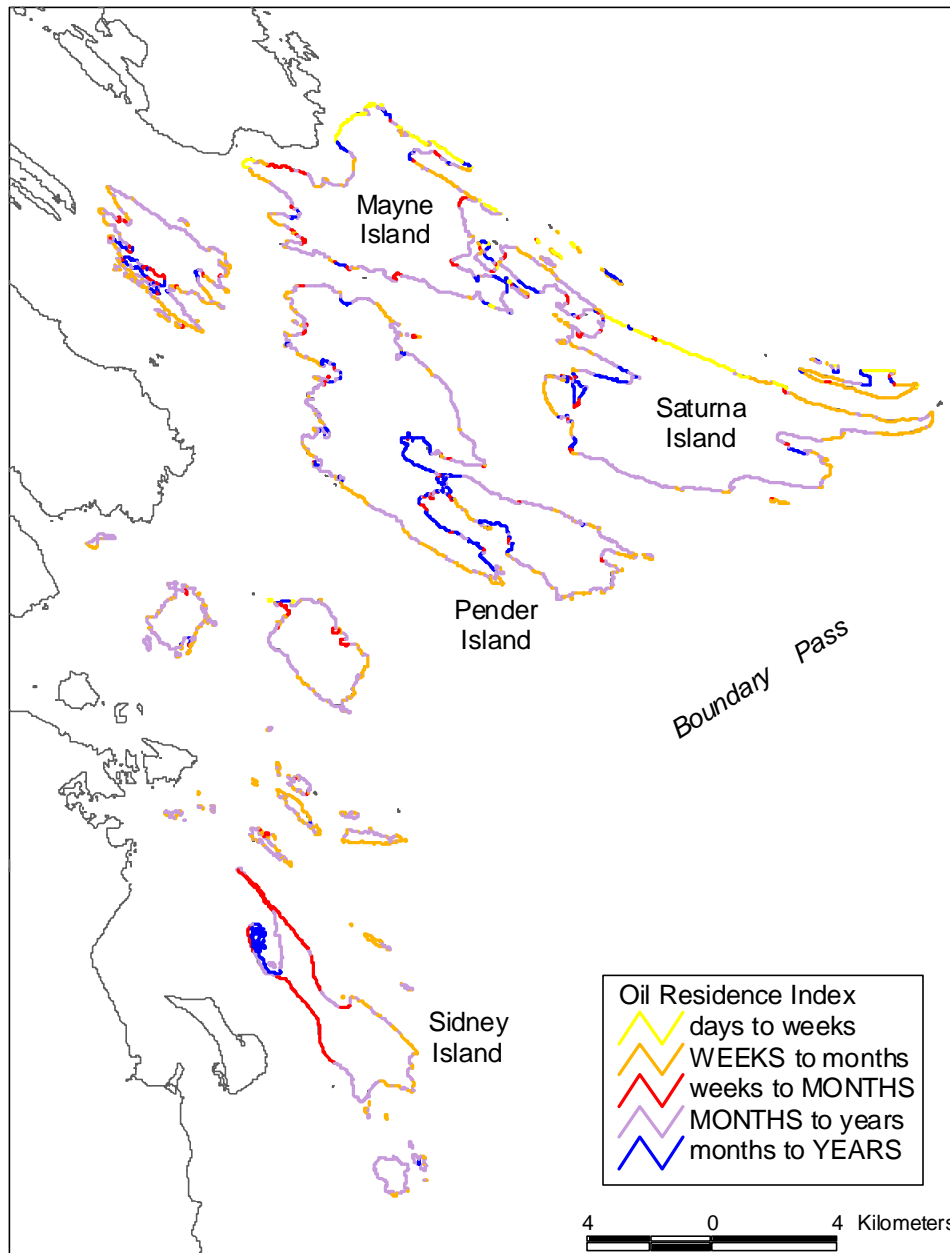 Mayne
Island
Saturna
Island
Pender
Island
Boundary Pass
Sidney
Island
Oil Residence Index
days to weeks
WEEKS to months
weeks to MONTHS
MONTHS to years
months to YEARS
4 0 4 Kilometers